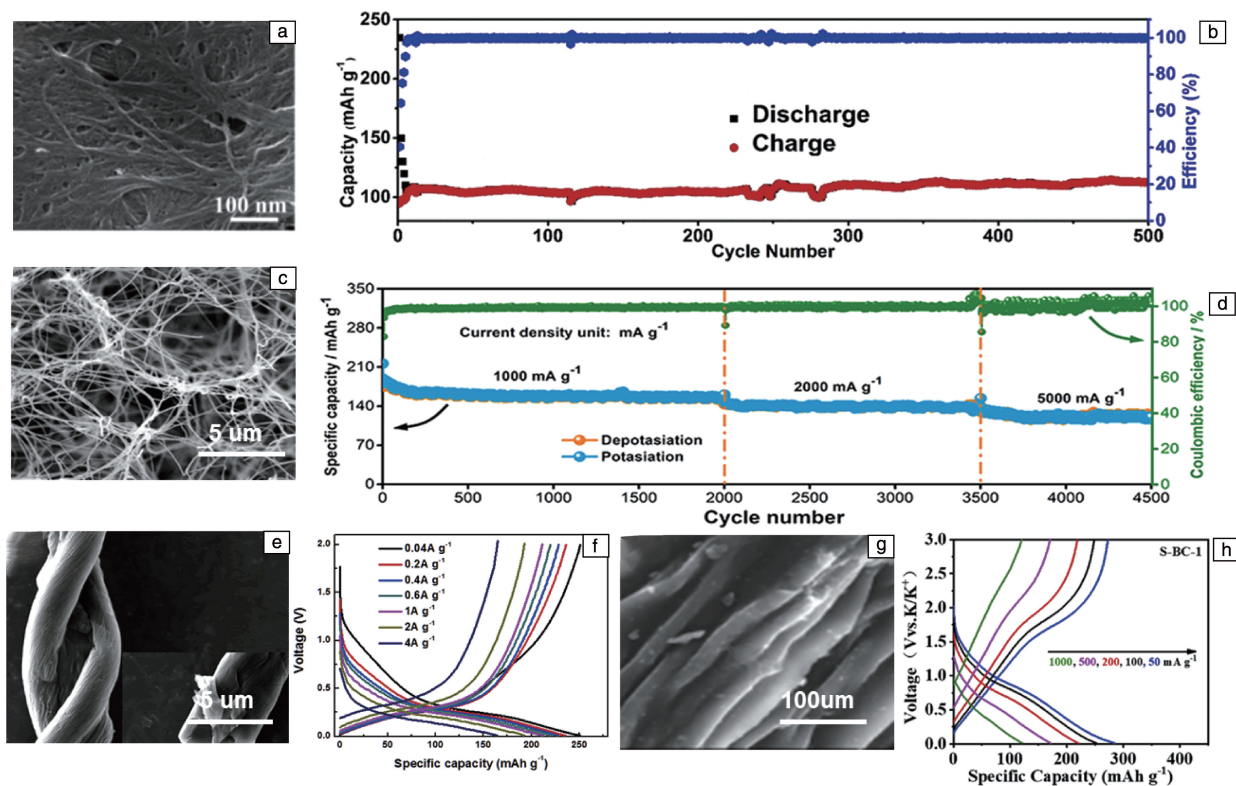 a
100 nm
b
250
200
150
100
Capacity (mAh g⁻¹)
Discharge
Charge
100
80
60
40
20
0
Efficiency (%)
0
100
200
300
400
500
Cycle Number
c
5 um
d
350
280
210
140
70
0
Specific capacity / mAh g⁻¹
Current density unit: mA g⁻¹
1000 mA g⁻¹
2000 mA g⁻¹
5000 mA g⁻¹
Depotasiation
Potasiation
100
80
60
40
20
0
Coulombic efficiency / %
0
500
1000
1500
2000
2500
3000
3500
4000
4500
Cycle number
e
5 um
f
2.0
1.5
1.0
0.5
0.0
Voltage (V)
0.04A g⁻¹
0.2A g⁻¹
0.4A g⁻¹
0.6A g⁻¹
1A g⁻¹
2A g⁻¹
4A g⁻¹
0
50
100
150
200
250
Specific capacity (mAh g⁻¹)
g
100um
h
3.0
2.5
2.0
1.5
1.0
0.5
0.0
Voltage （Vvs.K/K⁺)
S-BC-1
1000, 500, 200, 100, 50 mA g⁻¹
0
100
200
300
400
Specific Capacity (mAh g⁻¹)